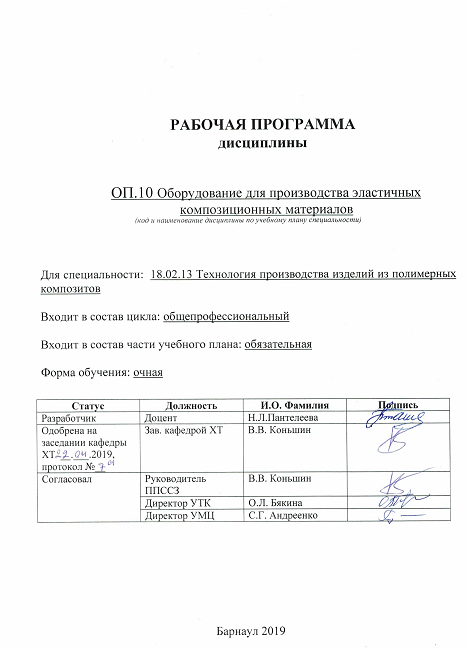 РАБОЧАЯ ПРОГРАММА
дисциплины
ОП.10 Оборудование для производства эластичных
композиционных материалов
(код и наименование дисциплины по учебному плану специальности)
Для специальности: 18.02.13 Технология производства изделий из полимерных
композитов
Входит в состав цикла: общепрофессиональный
Входит в состав части учебного плана: обязательная
Форма обучения: очная
Статус Должность И.О. Фамилия Подпись
Разработчик Доцент Н.Л.Пантелеева
Одобрена на Зав. кафедрой ХТ В.В. Коньшин
заседании кафедры
ХТ 22.04.2019,
протокол № 7
Согласовал Руководитель В.В. Коньшин
ППССЗ
Директор УТК О.Л. Бякина
Директор УМЦ С.Г. Андреенко
Барнаул 2019